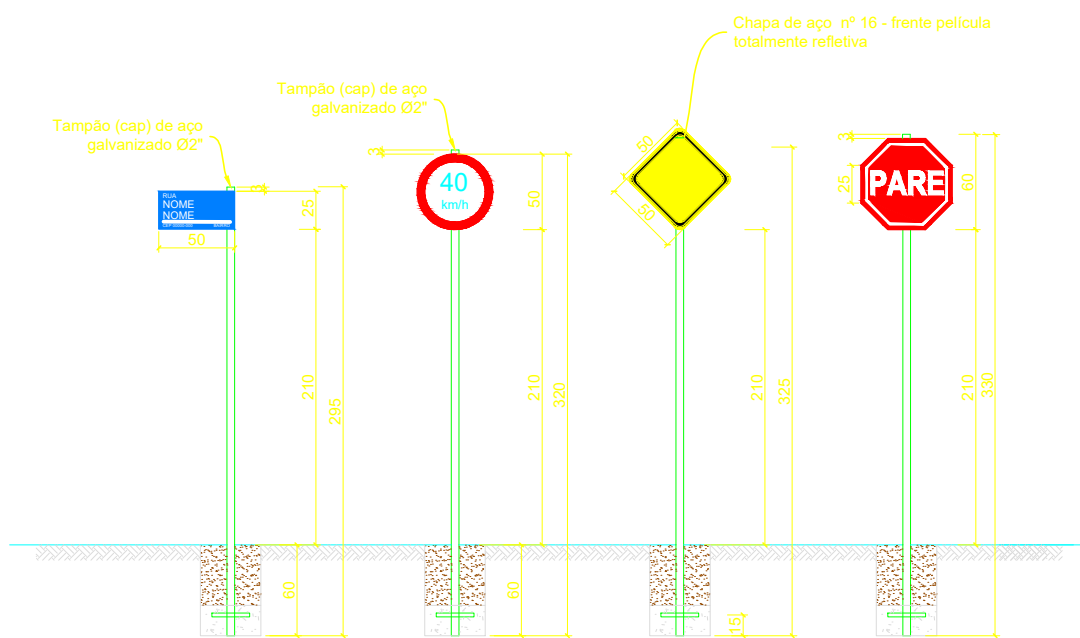 Chapa de aço nº 16 - frente película
totalmente refletiva
Tampão (cap) de aço
galvanizado Ø2"
Tampão (cap) de aço
galvanizado Ø2"
3
RUA
NOME
NOME
25
50
210
295
60
3
40
km/h
50
210
320
60
50
50
210
325
15
3
25
PARE
60
210
330